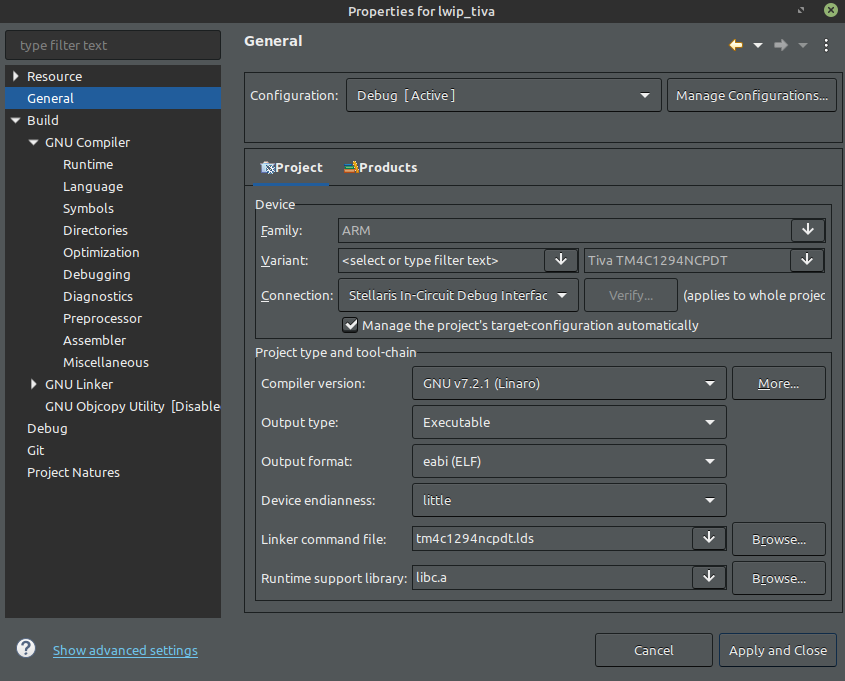 Properties for lwip_tiva
type filter text
Resource
General
Build
GNU Compiler
Runtime
Language
Symbols
Directories
Optimization
Debugging
Diagnostics
Preprocessor
Assembler
Miscellaneous
GNU Linker
GNU Objcopy Utility [Disable
Debug
Git
Project Natures
General
Configuration: Debug [ Active ] Manage Configurations...
Project Products
Device
Family: ARM
Variant: <select or type filter text> Tiva TM4C1294NCPDT
Connection: Stellaris In-Circuit Debug Interfac Verify... (applies to whole projec
Manage the project's target-configuration automatically
Project type and tool-chain
Compiler version: GNU v7.2.1 (Linaro) More...
Output type: Executable
Output format: eabi (ELF)
Device endianness: little
Linker command file: tm4c1294ncpdt.lds Browse...
Runtime support library: libc.a Browse...
? Show advanced settings Cancel Apply and Close